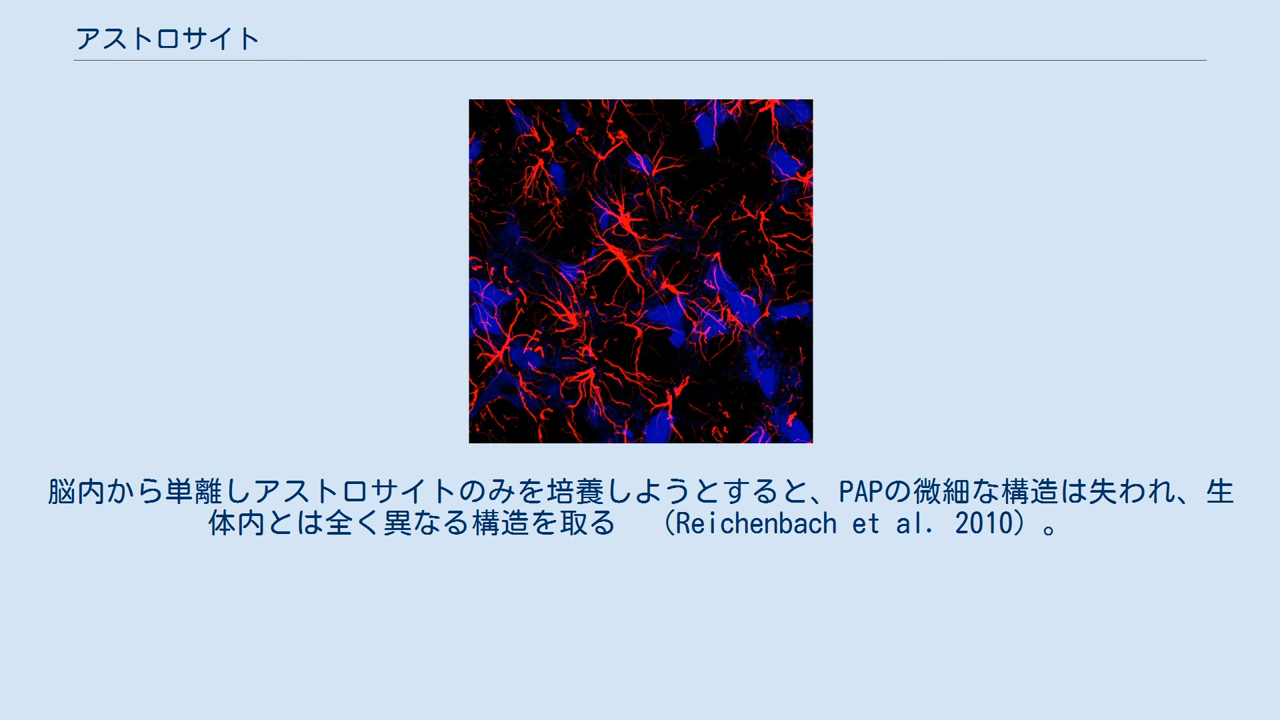 アストロサイト
脳内から単離しアストロサイトのみを培養しようとすると、PAPの微細な構造は失われ、生
体内とは全く異なる構造を取る　（Reichenbach et al. 2010）。